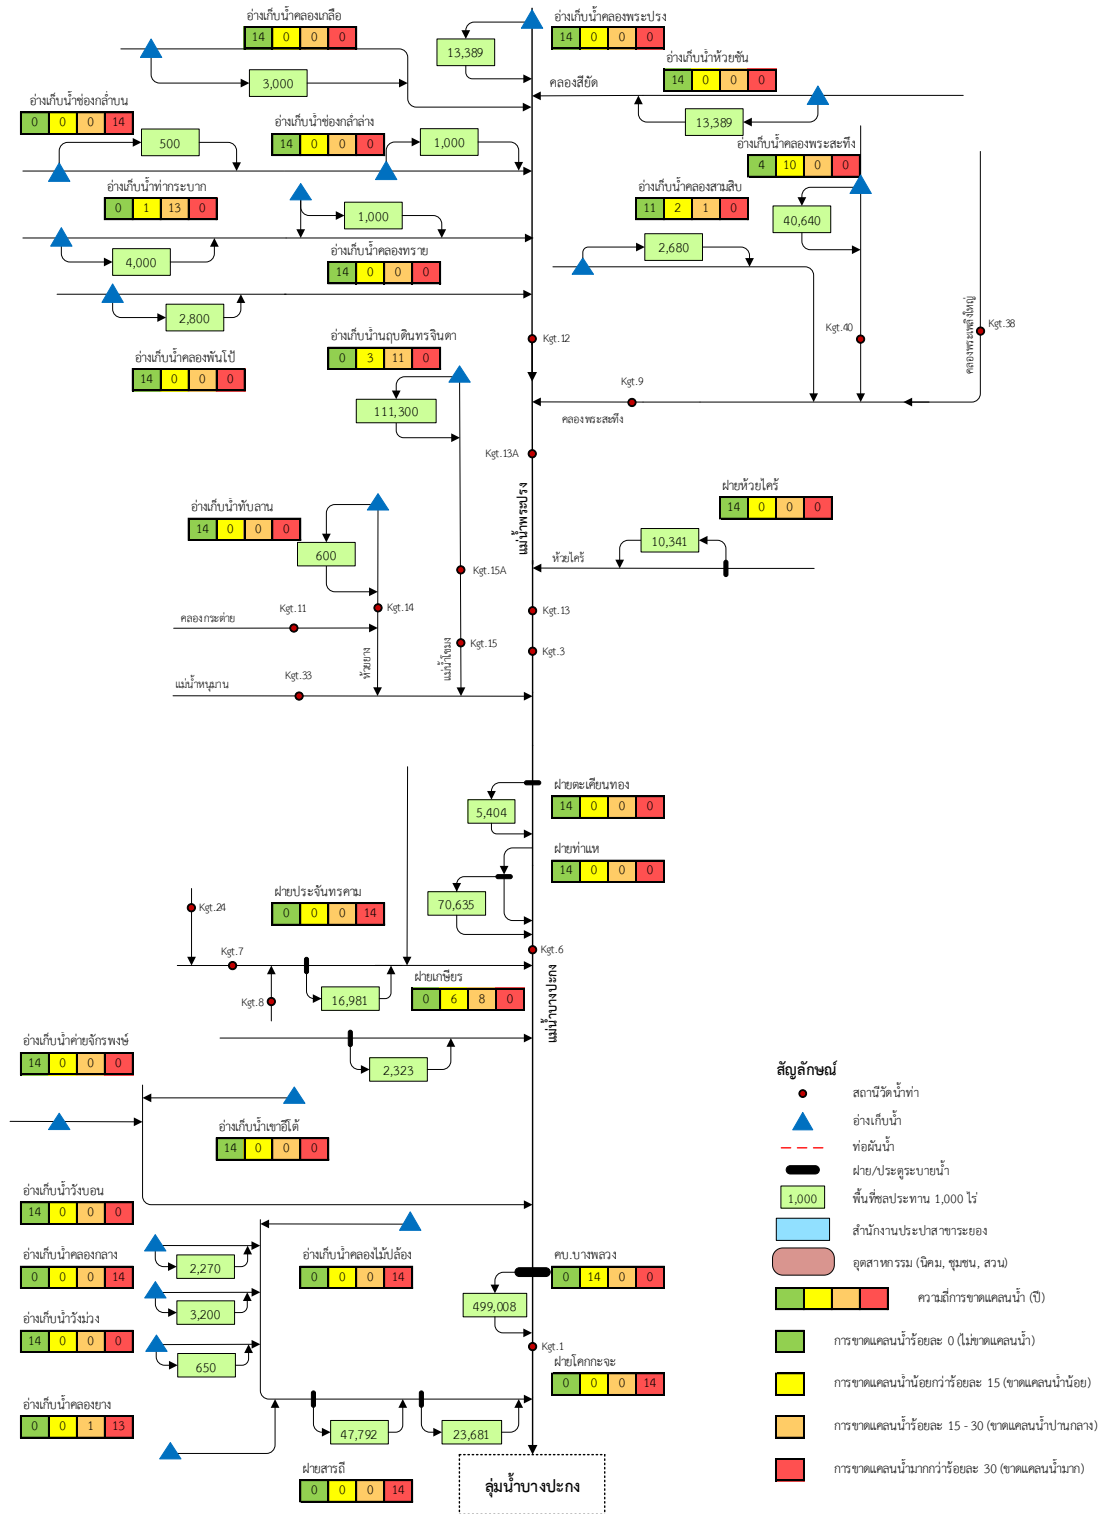 อ่างเก็บน้ำคลองเกลือ
14 0 0 0
3,000
อ่างเก็บน้ำคลองพระปรง
14 0 0 0
13,389
คลองสียัด
อ่างเก็บน้ำห้วยชัน
14 0 0 0
13,389
อ่างเก็บน้ำช่องกล่ำบน
0 0 0 14
500
อ่างเก็บน้ำช่องกล่ำล่าง
14 0 0 0
1,000
อ่างเก็บน้ำคลองพระสะทึง
4 10 0 0
40,640
อ่างเก็บน้ำท่ากระบาก
0 1 13 0
1,000
4,000
อ่างเก็บน้ำคลองสามสิบ
11 2 1 0
2,680
อ่างเก็บน้ำคลองทราย
14 0 0 0
2,800
คลองพระเพลิงใหญ่
Kgt.38
Kgt.40
Kgt.12
อ่างเก็บน้ำคลองพันโป้
14 0 0 0
อ่างเก็บน้ำนฤบดินทรจินดา
0 3 11 0
111,300
Kgt.9
คลองพระสะทึง
Kgt.13A
แม่น้ำพระปรง
อ่างเก็บน้ำทับลาน
14 0 0 0
600
ฝายห้วยไคร้
14 0 0 0
10,341
ห้วยไคร้
Kgt.15A
Kgt.14
Kgt.11
คลองกระต่าย
Kgt.13
Kgt.15
Kgt.3
ห้วยยาง
แม่น้ำใสมง
Kgt.33
แม่น้ำหนุมาน
ฝายตะเคียนทอง
14 0 0 0
5,404
ฝายท่าแห
14 0 0 0
70,635
ฝายประจันทรคาม
0 0 0 14
Kgt.24
Kgt.7
Kgt.6
Kgt.8
16,981
ฝายเกษียร
0 6 8 0
แม่น้ำบางปะกง
2,323
อ่างเก็บน้ำค่ายจักรพงษ์
14 0 0 0
อ่างเก็บน้ำเขาอีโต้
14 0 0 0
อ่างเก็บน้ำวังบอน
14 0 0 0
อ่างเก็บน้ำคลองกลาง
0 0 0 14
2,270
อ่างเก็บน้ำคลองไม้ปล้อง
0 0 0 14
คบ.บางพลวง
0 14 0 0
499,008
3,200
อ่างเก็บน้ำวังม่วง
14 0 0 0
650
Kgt.1
ฝายโคกกะจะ
0 0 0 14
อ่างเก็บน้ำคลองยาง
0 0 1 13
47,792
23,681
ฝายสารถี
0 0 0 14
ลุ่มน้ำบางปะกง
สัญลักษณ์
สถานีวัดน้ำท่า
อ่างเก็บน้ำ
ท่อผันน้ำ
ฝาย/ประตูระบายน้ำ
1,000 พื้นที่ชลประทาน 1,000 ไร่
สำนักงานประปาสาขาระยอง
อุตสาหกรรม (นิคม, ชุมชน, สวน)
ความถี่การขาดแคลนน้ำ (ปี)
การขาดแคลนน้ำร้อยละ 0 (ไม่ขาดแคลนน้ำ)
การขาดแคลนน้ำน้อยกว่าร้อยละ 15 (ขาดแคลนน้ำน้อย)
การขาดแคลนน้ำร้อยละ 15 - 30 (ขาดแคลนน้ำปานกลาง)
การขาดแคลนน้ำมากกว่าร้อยละ 30 (ขาดแคลนน้ำมาก)